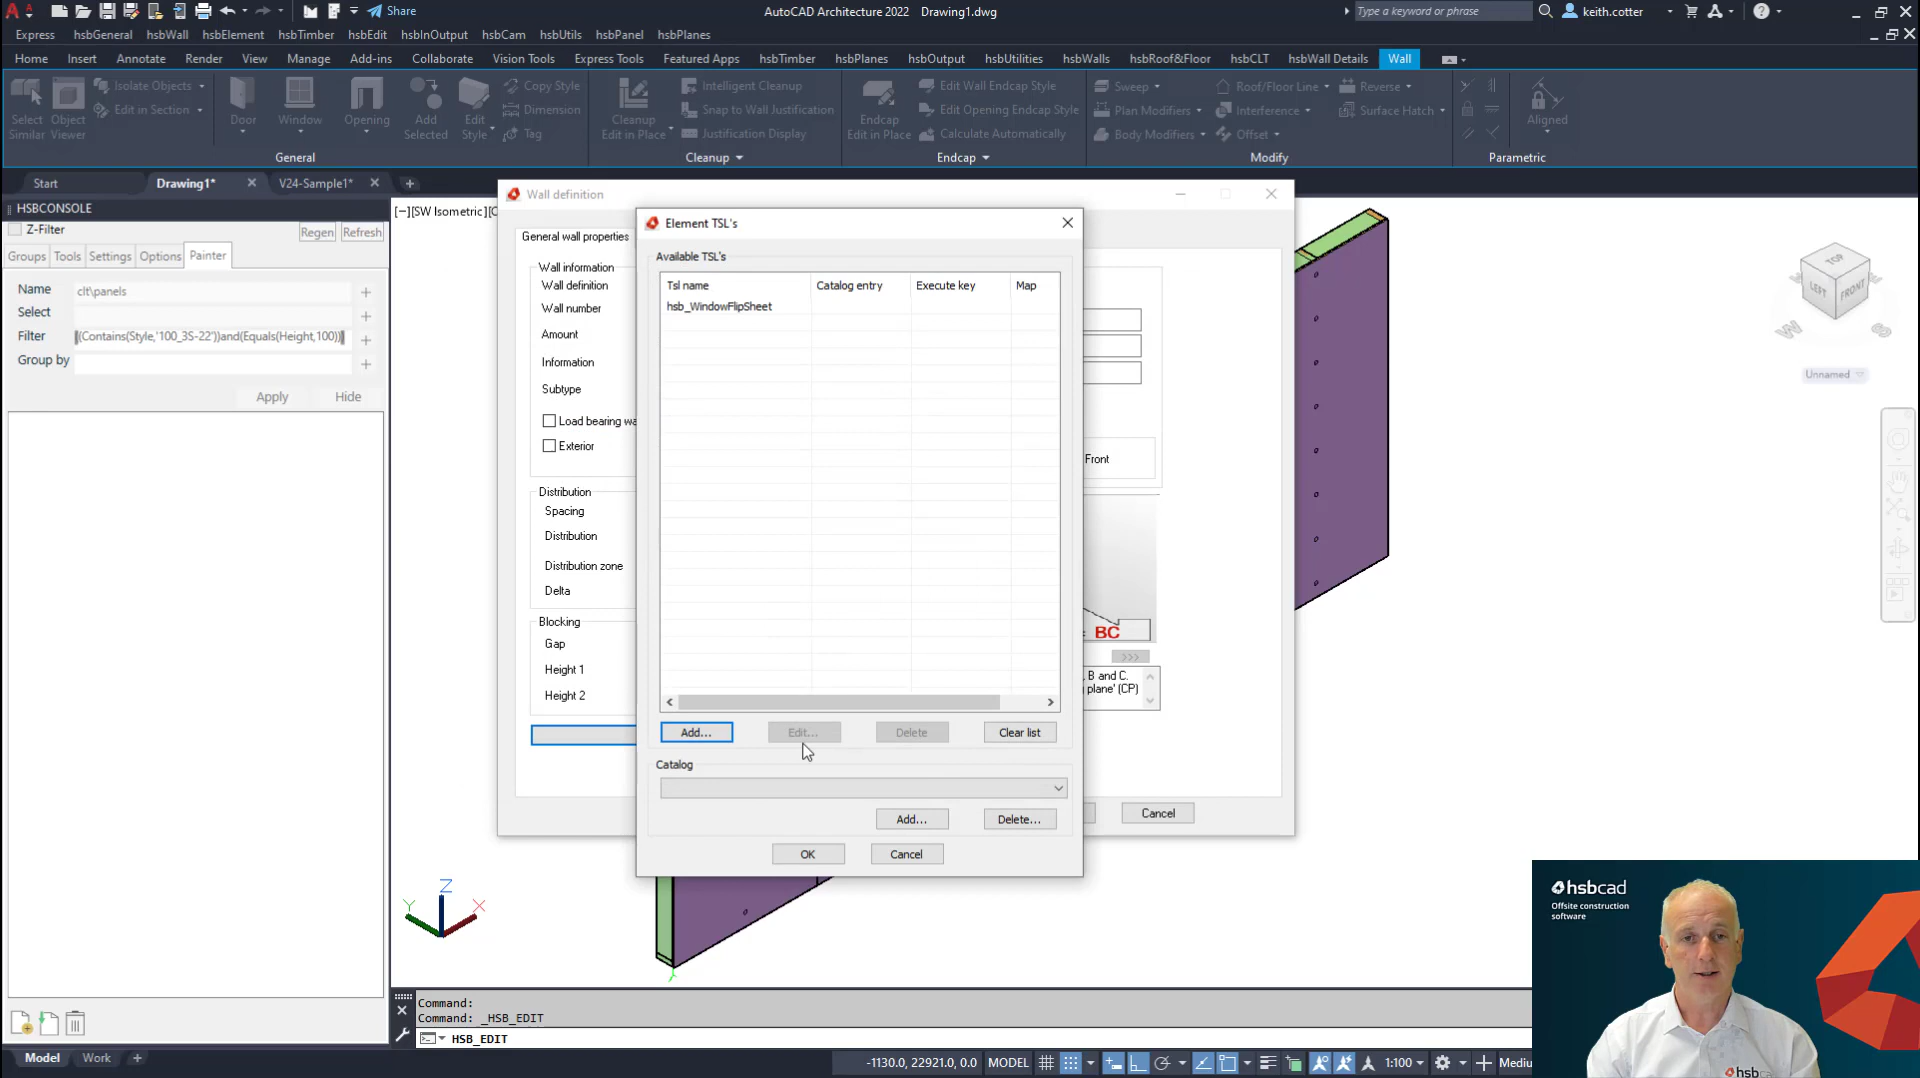 Share
AutoCAD Architecture 2022 Drawing1.dwg
Type a keyword or phrase
keith.cotter
Express hsbGeneral hsbWall hsbElement hsbTimber hsbEdit hsbInOutput hsbCam hsbUtils hsbPanel hsbPlanes
Home Insert Annotate Render View Manage Add-ins Collaborate Vision Tools Express Tools Featured Apps hsbTimber hsbPlanes hsbOutput hsbUtilities hsbWalls hsbRoof&Floor hsbCLT hsbWall Details Wall
Select Similar
Object Viewer
Isolate Objects
Edit in Section
Door
Window
Opening
Add Selected
Edit Style
Copy Style
Dimension
Tag
General
Cleanup Edit in Place
Intelligent Cleanup
Snap to Wall Justification
Justification Display
Cleanup
Endcap Edit in Place
Edit Wall Endcap Style
Edit Opening Endcap Style
Calculate Automatically
Endcap
Sweep
Plan Modifiers
Body Modifiers
Roof/Floor Line
Interference
Offset
Reverse
Surface Hatch
Modify
Aligned
Parametric
Start Drawing1* V24-Sample1*
HSBCONSOLE
Z-Filter
Regen Refresh
Groups Tools Settings Options Painter
Name clt\panels
Select
Filter (Contains(Style,'100_3S-22'))and(Equals(Height,100))
Group by
Apply Hide
[−][SW Isometric][C
Wall definition
General wall properties
Wall information
Wall definition
Wall number
Amount
Information
Subtype
Load bearing wa
Exterior
Distribution
Spacing
Distribution
Distribution zone
Delta
Blocking
Gap
Height 1
Height 2
Element TSL's
Available TSL's
Tsl name Catalog entry Execute key Map
hsb_WindowFlipSheet
Add... Edit... Delete Clear list
Catalog
Add... Delete...
OK Cancel
Front
BC
>>>
, B and C.
plane' (CP)
Cancel
TOP
LEFT FRONT
W S
Unnamed
Z
Y X
Command:
Command: _HSB_EDIT
HSB_EDIT
Model Work
-1130.0, 22921.0, 0.0 MODEL 1:100 Mediu
hsbcad
Offsite construction
software
hsbcad